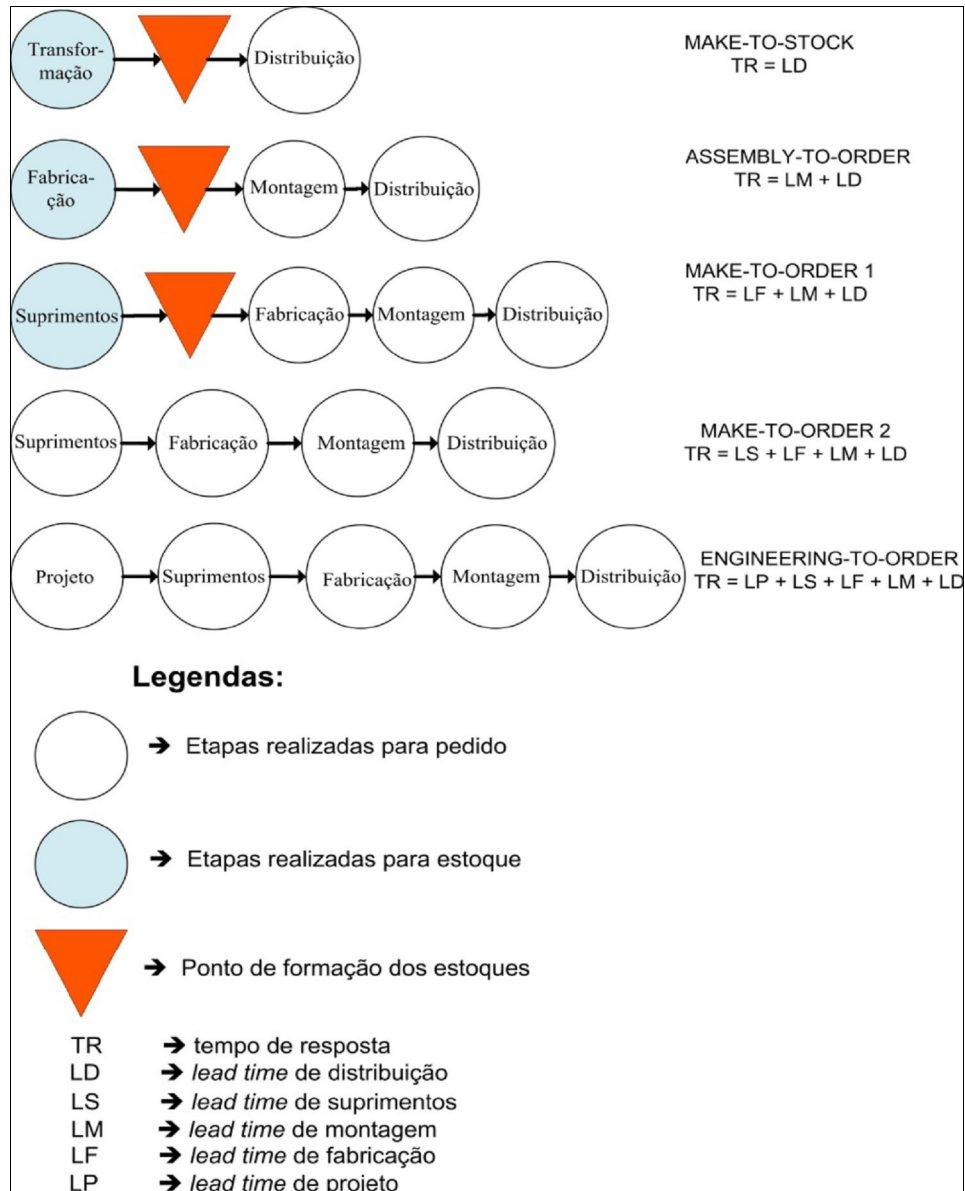 Transfor-
mação
Distribuição
MAKE-TO-STOCK
TR = LD
Fabrica-
ção
Montagem
Distribuição
ASSEMBLY-TO-ORDER
TR = LM + LD
Suprimentos
Fabricação
Montagem
Distribuição
MAKE-TO-ORDER 1
TR = LF + LM + LD
Suprimentos
Fabricação
Montagem
Distribuição
MAKE-TO-ORDER 2
TR = LS + LF + LM + LD
Projeto
Suprimentos
Fabricação
Montagem
Distribuição
ENGINEERING-TO-ORDER
TR = LP + LS + LF + LM + LD
Legendas:
➔ Etapas realizadas para pedido
➔ Etapas realizadas para estoque
➔ Ponto de formação dos estoques
TR ➔ tempo de resposta
LD ➔ lead time de distribuição
LS ➔ lead time de suprimentos
LM ➔ lead time de montagem
LF ➔ lead time de fabricação
LP ➔ lead time de projeto